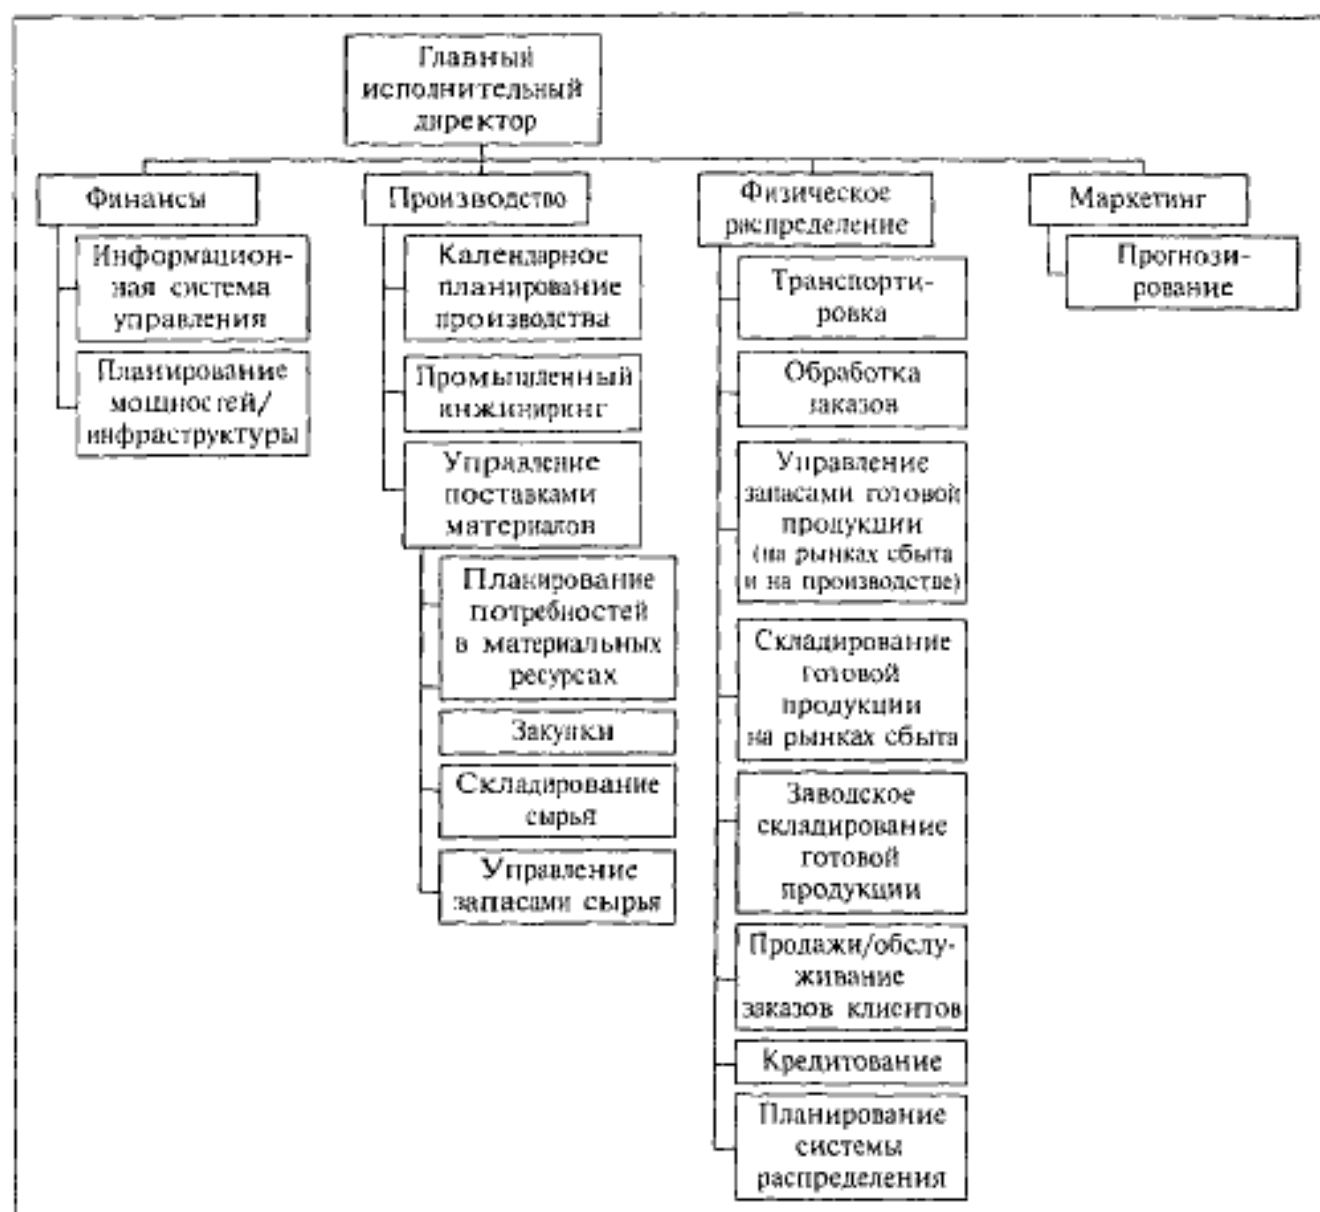 Главный
исполнительный
директор
Финансы
Информацион-
ная система
управления
Планирование
мощностей/
инфраструктуры
Производство
Календарное
планирование
производства
Промышленный
инжиниринг
Управление
поставками
материалов
Планирование
потребностей
в материальных
ресурсах
Закупки
Складирование
сырья
Управление
запасами сырья
Физическое
распределение
Транспорти-
ровка
Обработка
заказов
Управление
запасами готовой
продукции
(на рынках сбыта
и на производстве)
Складирование
готовой
продукции
на рынках сбыта
Заводское
складирование
готовой
продукции
Продажи/обслу-
живание
заказов клиентов
Кредитование
Планирование
системы
распределения
Маркетинг
Прогнози-
рование